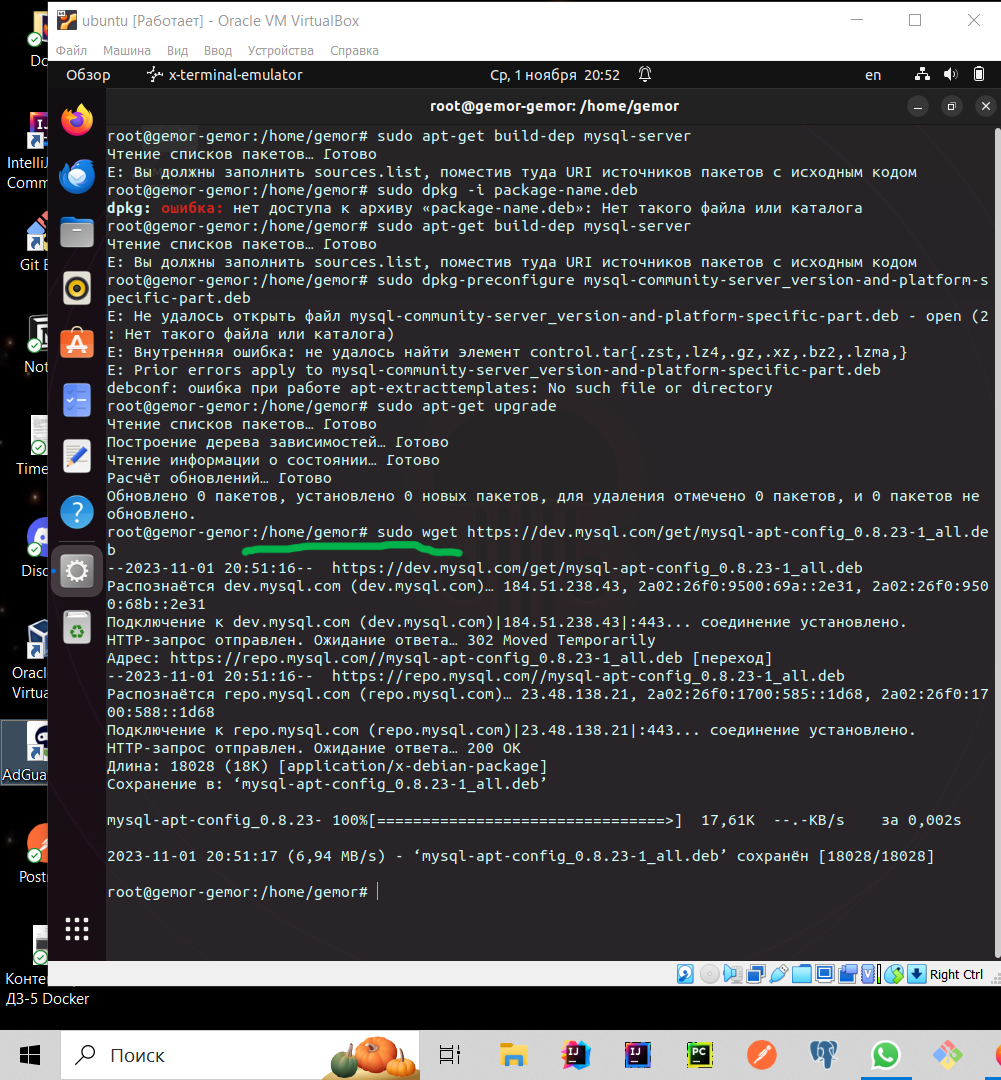 ubuntu [Работает] - Oracle VM VirtualBox
Файл Машина Вид Ввод Устройства Справка
Обзор x-terminal-emulator Ср, 1 ноября 20:52 en
root@gemor-gemor: /home/gemor
root@gemor-gemor:/home/gemor# sudo apt-get build-dep mysql-server
Чтение списков пакетов… Готово
E: Вы должны заполнить sources.list, поместив туда URI источников пакетов с исходным кодом
root@gemor-gemor:/home/gemor# sudo dpkg -i package-name.deb
dpkg: ошибка: нет доступа к архиву «package-name.deb»: Нет такого файла или каталога
root@gemor-gemor:/home/gemor# sudo apt-get build-dep mysql-server
Чтение списков пакетов… Готово
E: Вы должны заполнить sources.list, поместив туда URI источников пакетов с исходным кодом
root@gemor-gemor:/home/gemor# sudo dpkg-preconfigure mysql-community-server_version-and-platform-s
pecific-part.deb
E: Не удалось открыть файл mysql-community-server_version-and-platform-specific-part.deb - open (2
: Нет такого файла или каталога)
E: Внутренняя ошибка: не удалось найти элемент control.tar{.zst,.lz4,.gz,.xz,.bz2,.lzma,}
E: Prior errors apply to mysql-community-server_version-and-platform-specific-part.deb
debconf: ошибка при работе apt-extracttemplates: No such file or directory
root@gemor-gemor:/home/gemor# sudo apt-get upgrade
Чтение списков пакетов… Готово
Построение дерева зависимостей… Готово
Чтение информации о состоянии… Готово
Расчёт обновлений… Готово
Обновлено 0 пакетов, установлено 0 новых пакетов, для удаления отмечено 0 пакетов, и 0 пакетов не
обновлено.
root@gemor-gemor:/home/gemor# sudo wget https://dev.mysql.com/get/mysql-apt-config_0.8.23-1_all.de
b
--2023-11-01 20:51:16--  https://dev.mysql.com/get/mysql-apt-config_0.8.23-1_all.deb
Распознаётся dev.mysql.com (dev.mysql.com)… 184.51.238.43, 2a02:26f0:9500:69a::2e31, 2a02:26f0:950
0:68b::2e31
Подключение к dev.mysql.com (dev.mysql.com)|184.51.238.43|:443... соединение установлено.
HTTP-запрос отправлен. Ожидание ответа… 302 Moved Temporarily
Адрес: https://repo.mysql.com//mysql-apt-config_0.8.23-1_all.deb [переход]
--2023-11-01 20:51:16--  https://repo.mysql.com//mysql-apt-config_0.8.23-1_all.deb
Распознаётся repo.mysql.com (repo.mysql.com)… 23.48.138.21, 2a02:26f0:1700:585::1d68, 2a02:26f0:17
00:588::1d68
Подключение к repo.mysql.com (repo.mysql.com)|23.48.138.21|:443... соединение установлено.
HTTP-запрос отправлен. Ожидание ответа… 200 OK
Длина: 18028 (18K) [application/x-debian-package]
Сохранение в: ‘mysql-apt-config_0.8.23-1_all.deb’
mysql-apt-config_0.8.23- 100%[================================>]  17,61K  --.-KB/s    за 0,002s
2023-11-01 20:51:17 (6,94 MB/s) - ‘mysql-apt-config_0.8.23-1_all.deb’ сохранён [18028/18028]
root@gemor-gemor:/home/gemor#
Right Ctrl
Do
IntelliJ
Comm
Git B
Not
Time
Disc
Oracl
Virtua
AdGua
Post
Контей
ДЗ-5 Docker
Поиск